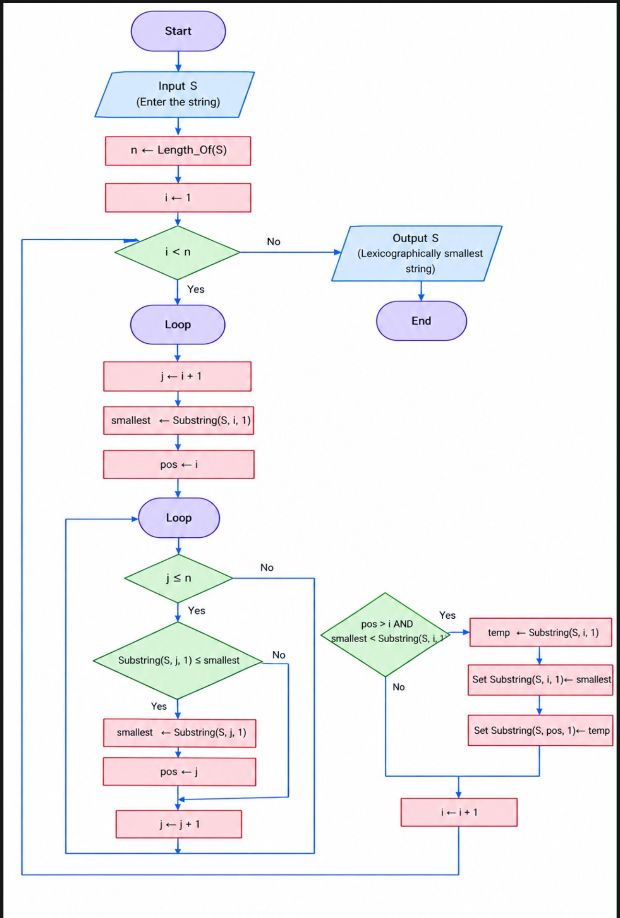 Start
Input S
(Enter the string)
n ← Length_Of(S)
i ← 1
i < n
No
Yes
Output S
(Lexicographically smallest
string)
End
Loop
j ← i + 1
smallest ← Substring(S, i, 1)
pos ← i
Loop
j ≤ n
No
Yes
Substring(S, j, 1) ≤ smallest
No
Yes
smallest ← Substring(S, j, 1)
pos ← j
j ← j + 1
pos > i AND
smallest < Substring(S, i, 1)
Yes
No
temp ← Substring(S, i, 1)
Set Substring(S, i, 1)← smallest
Set Substring(S, pos, 1)← temp
i ← i + 1